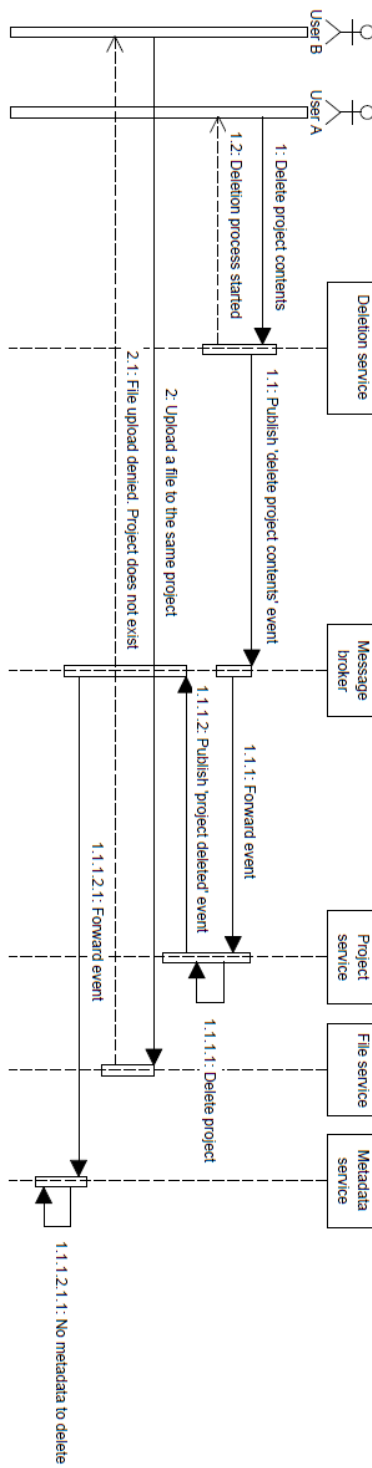 User B
User A
Deletion service
Message
broker
Project
service
File service
Metadata
service
1: Delete project contents
1.1: Publish 'delete project contents' event
1.1.1: Forward event
1.2: Deletion process started
1.1.1.1: Delete project
1.1.1.2: Publish 'project deleted' event
2: Upload a file to the same project
2.1: File upload denied. Project does not exist
1.1.1.2.1: Forward event
1.1.1.2.1.1: No metadata to delete